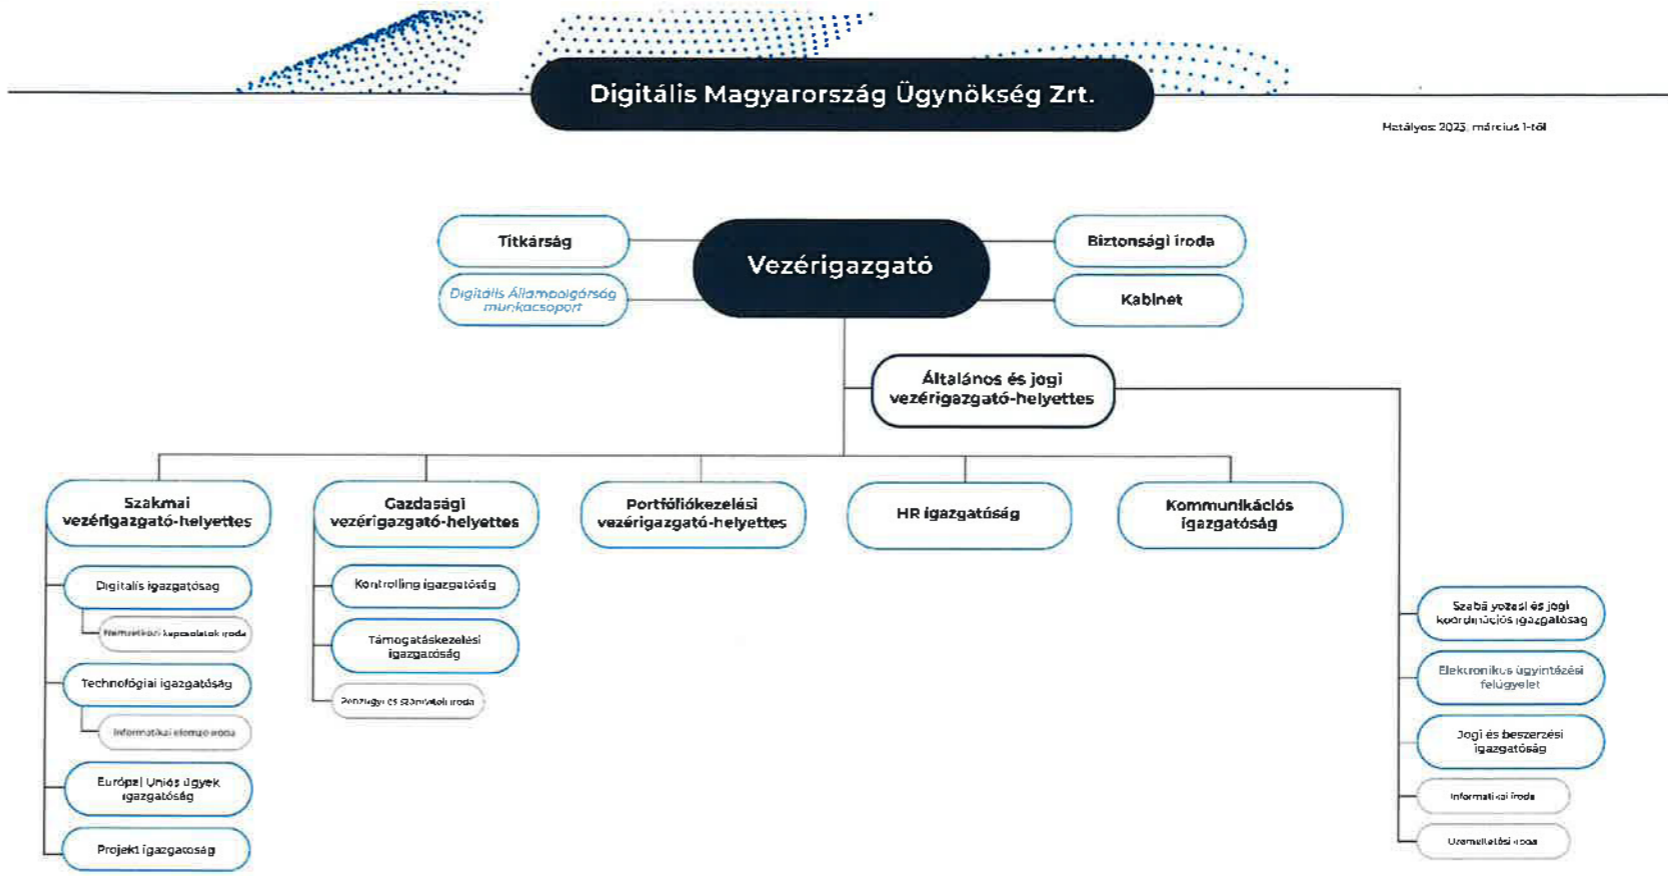 Digitális Magyarország Ügynökség Zrt.
Hatályos: 2023. március 1-től
Titkárság
Vezérigazgató
Biztonsági iroda
Digitális Állampolgárság
munkacsoport
Kabinet
Általános és jogi
vezérigazgató-helyettes
Szakmai
vezérigazgató-helyettes
Gazdasági
vezérigazgató-helyettes
Portfóliókezelési
vezérigazgató-helyettes
HR igazgatóság
Kommunikációs
igazgatóság
Digitális igazgatóság
Nemzetközi kapcsolatok iroda
Technológiai igazgatóság
Informatikai elemző iroda
Európai Uniós ügyek
igazgatóság
Projekt igazgatóság
Kontrolling igazgatóság
Támogatáskezelési
igazgatóság
Pénzügyi és számviteli iroda
Szabályozási és jogi
koordinációs igazgatóság
Elektronikus ügyintézési
felügyelet
Jogi és beszerzési
igazgatóság
Informatikai iroda
Üzemeltetési iroda